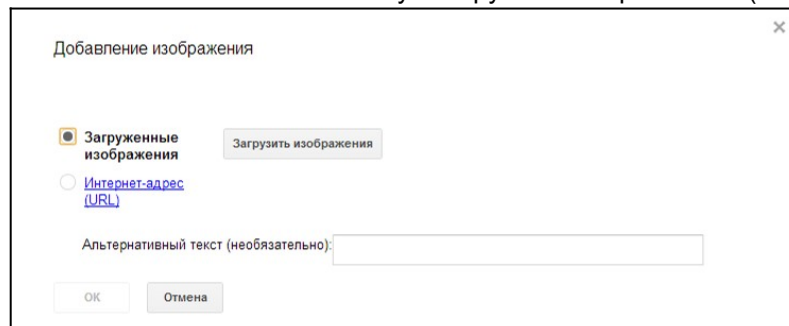 Добавление изображения
Загруженные
изображения
Загрузить изображения
Интернет-адрес
(URL)
Альтернативный текст (необязательно):
ОК
Отмена